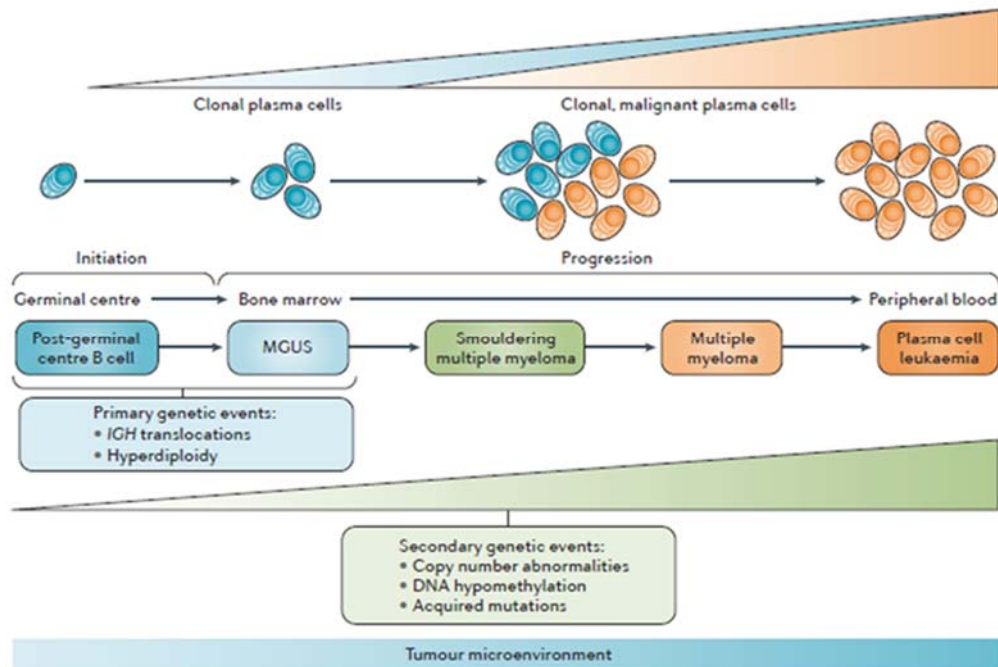 Clonal plasma cells
Clonal, malignant plasma cells
Initiation
Progression
Germinal centre
Bone marrow
Peripheral blood
Post-germinal
centre B cell
MGUS
Smouldering
multiple myeloma
Multiple
myeloma
Plasma cell
leukaemia
Primary genetic events:
• IGH translocations
• Hyperdiploidy
Secondary genetic events:
• Copy number abnormalities
• DNA hypomethylation
• Acquired mutations
Tumour microenvironment